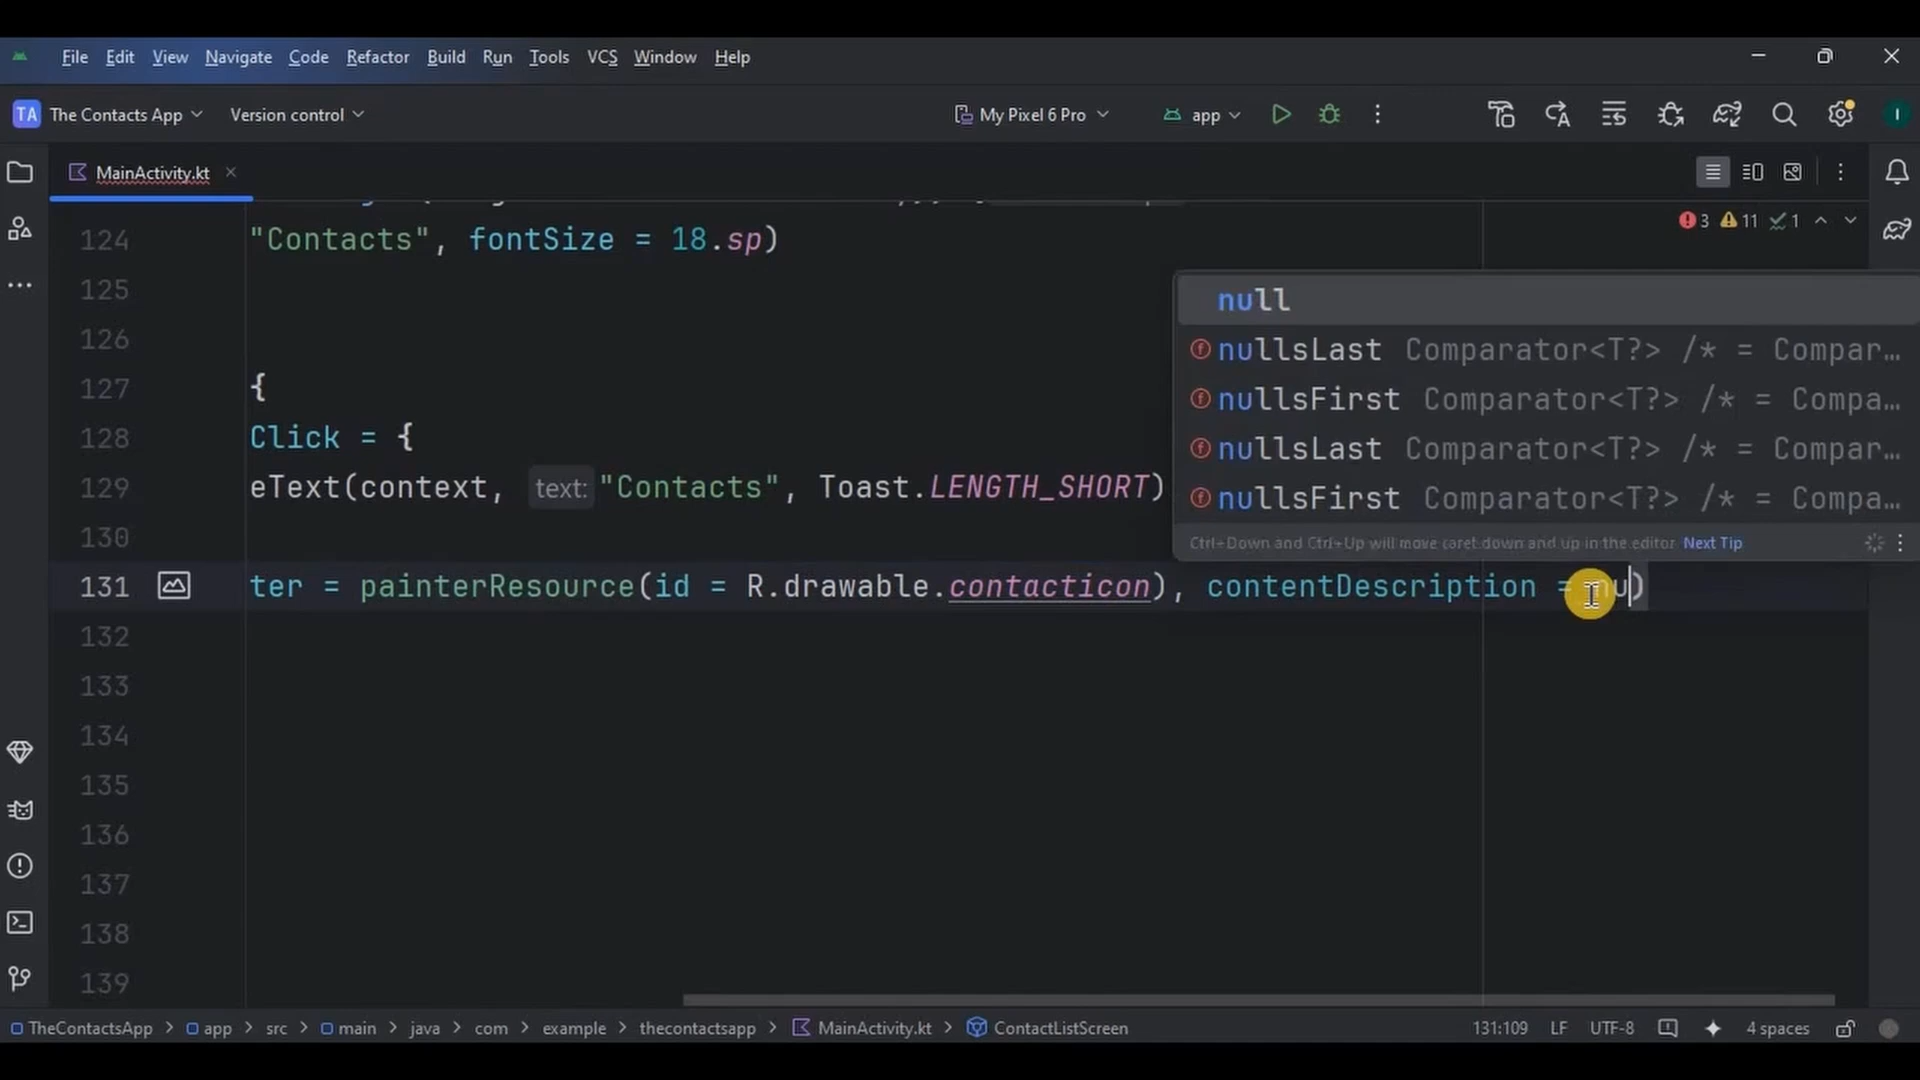 File Edit View Navigate Code Refactor Build Run Tools VCS Window Help
TA The Contacts App Version control My Pixel 6 Pro app I
MainActivity.kt
3 11 1
124 "Contacts", fontSize = 18.sp)
125
126
127 {
128 Click = {
129 eText(context, text: "Contacts", Toast.LENGTH_SHORT)
130
131 ter = painterResource(id = R.drawable.contacticon), contentDescription = nu)
132
133
134
135
136
137
138
139
null
nullsLast Comparator<T?> /* = Compar…
nullsFirst Comparator<T?> /* = Compa…
nullsLast Comparator<T?> /* = Compar…
nullsFirst Comparator<T?> /* = Compa…
Ctrl+Down and Ctrl+Up will move caret down and up in the editor Next Tip
TheContactsApp > app > src > main > java > com > example > thecontactsapp > MainActivity.kt > ContactListScreen 131:109 LF UTF-8 4 spaces